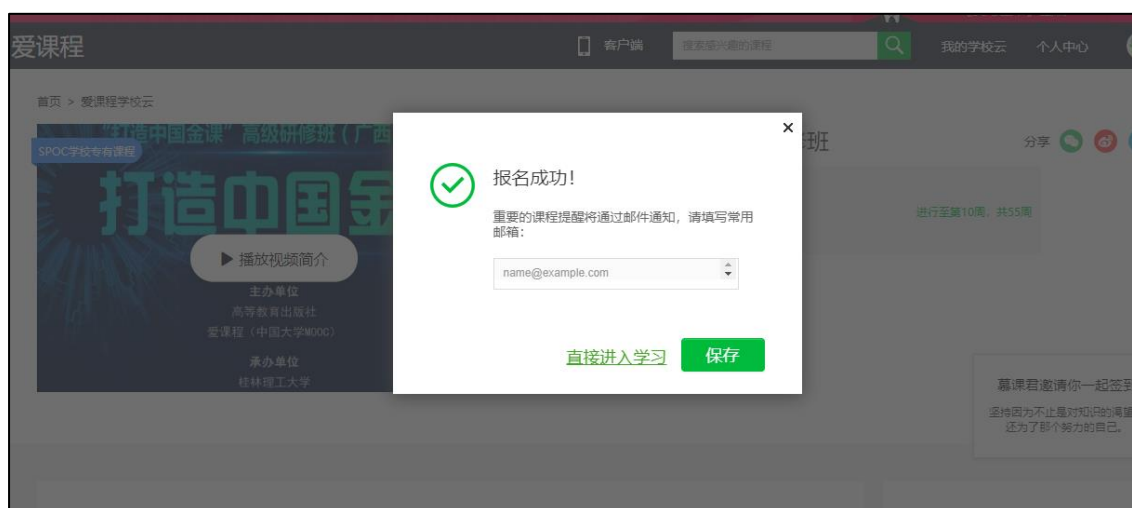 爱课程
客户端
搜索感兴趣的课程
我的学校云
个人中心
首页 > 爱课程学校云
SPOC学校专有课程
"打造中国金课"高级研修班（广西
打造中国金
播放视频简介
主办单位
高等教育出版社
爱课程（中国大学MOOC）
承办单位
桂林理工大学
修班
分享
进行至第10周，共55周
×
报名成功！
重要的课程提醒将通过邮件通知，请填写常用
邮箱：
name@example.com
直接进入学习
保存
慕课君邀请你一起签到
坚持因为不止是对知识的渴望
还为了那个努力的自己。